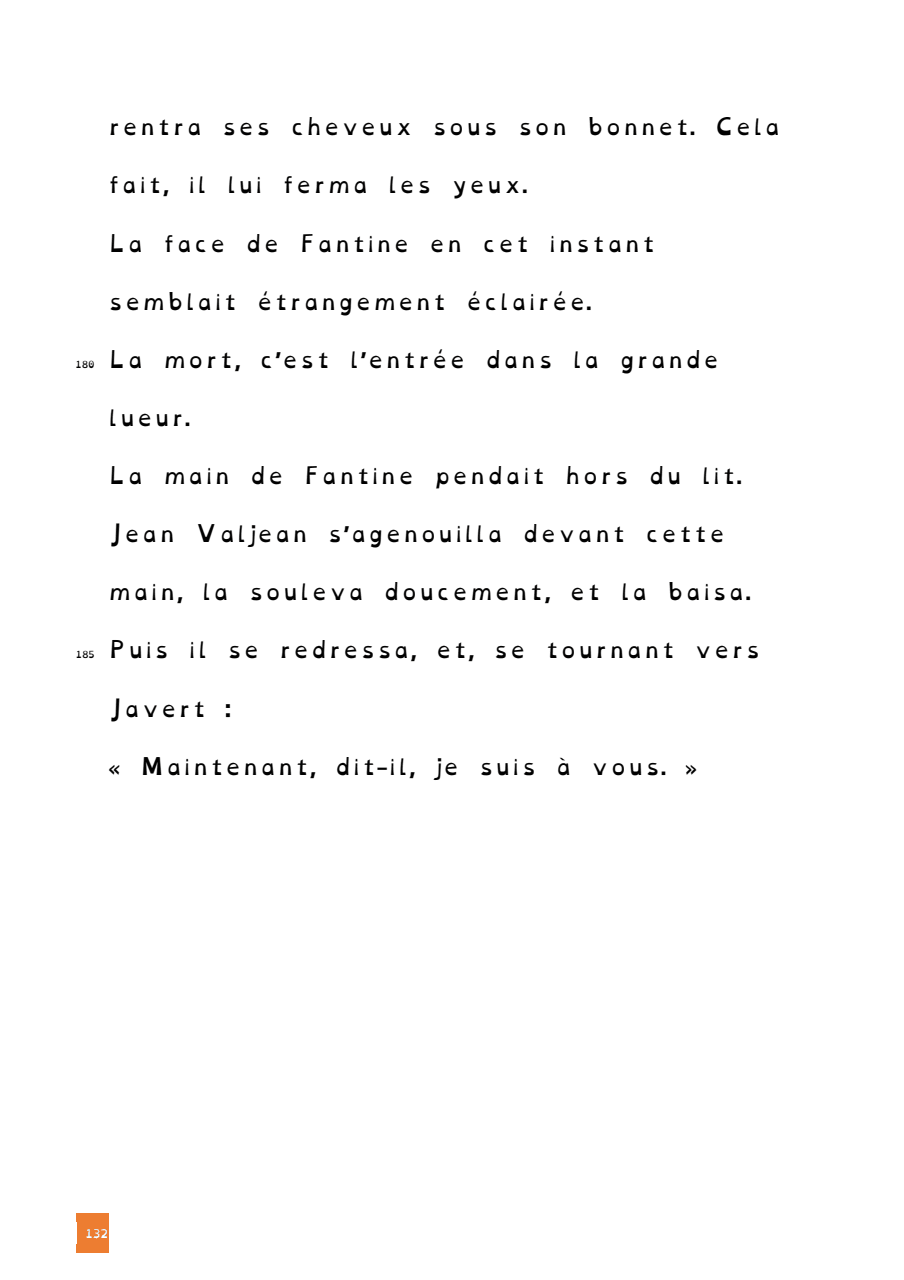 rentra ses cheveux sous son bonnet. Cela
fait, il lui ferma les yeux.
La face de Fantine en cet instant
semblait étrangement éclairée.
180 La mort, c’est l’entrée dans la grande
lueur.
La main de Fantine pendait hors du lit.
Jean Valjean s’agenouilla devant cette
main, la souleva doucement, et la baisa.
185 Puis il se redressa, et, se tournant vers
Javert :
« Maintenant, dit-il, je suis à vous. »
132